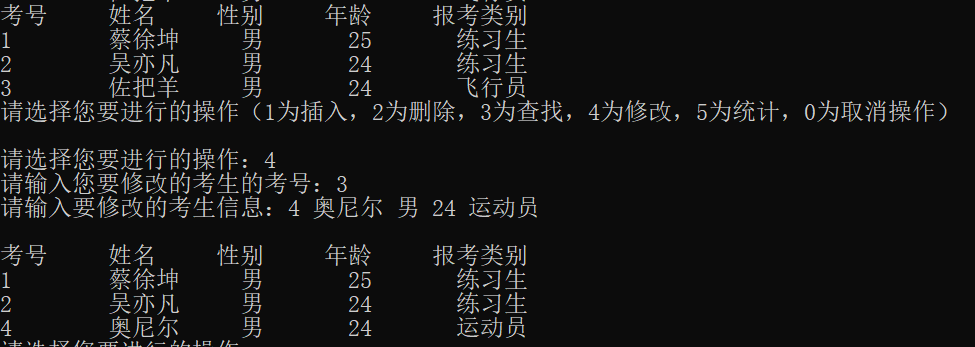 考号 姓名 性别 年龄 报考类别
1 蔡徐坤 男 25 练习生
2 吴亦凡 男 24 练习生
3 佐把羊 男 24 飞行员
请选择您要进行的操作（1为插入，2为删除，3为查找，4为修改，5为统计，0为取消操作）
请选择您要进行的操作：4
请输入您要修改的考生的考号：3
请输入要修改的考生信息：4 奥尼尔 男 24 运动员
考号 姓名 性别 年龄 报考类别
1 蔡徐坤 男 25 练习生
2 吴亦凡 男 24 练习生
4 奥尼尔 男 24 运动员